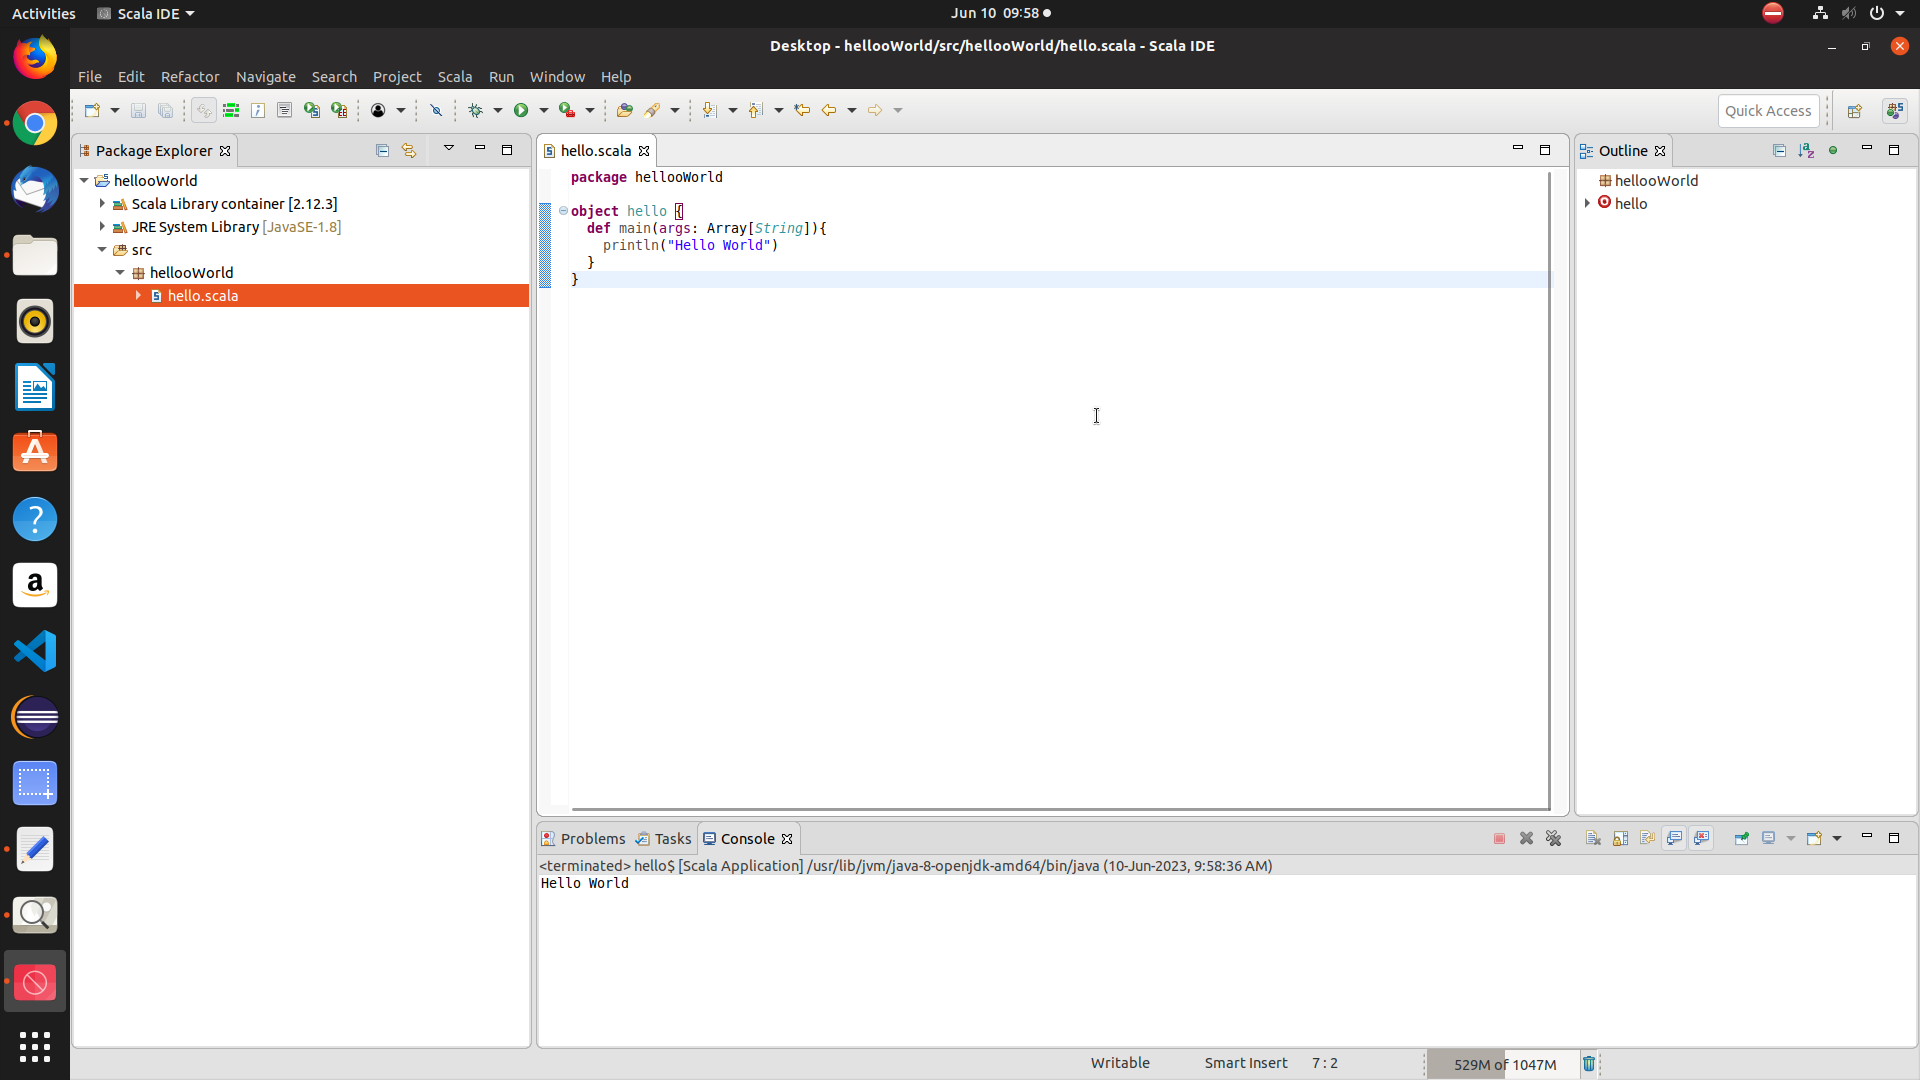 Activities Scala IDE Jun 10 09:58
Desktop - hellooWorld/src/hellooWorld/hello.scala - Scala IDE
File Edit Refactor Navigate Search Project Scala Run Window Help
Quick Access
Package Explorer
hellooWorld
Scala Library container [2.12.3]
JRE System Library [JavaSE-1.8]
src
hellooWorld
hello.scala
hello.scala
package hellooWorld
object hello {
def main(args: Array[String]){
println("Hello World")
}
}
Outline
hellooWorld
hello
Problems Tasks Console
<terminated> hello$ [Scala Application] /usr/lib/jvm/java-8-openjdk-amd64/bin/java (10-Jun-2023, 9:58:36 AM)
Hello World
Writable Smart Insert 7 : 2 529M of 1047M